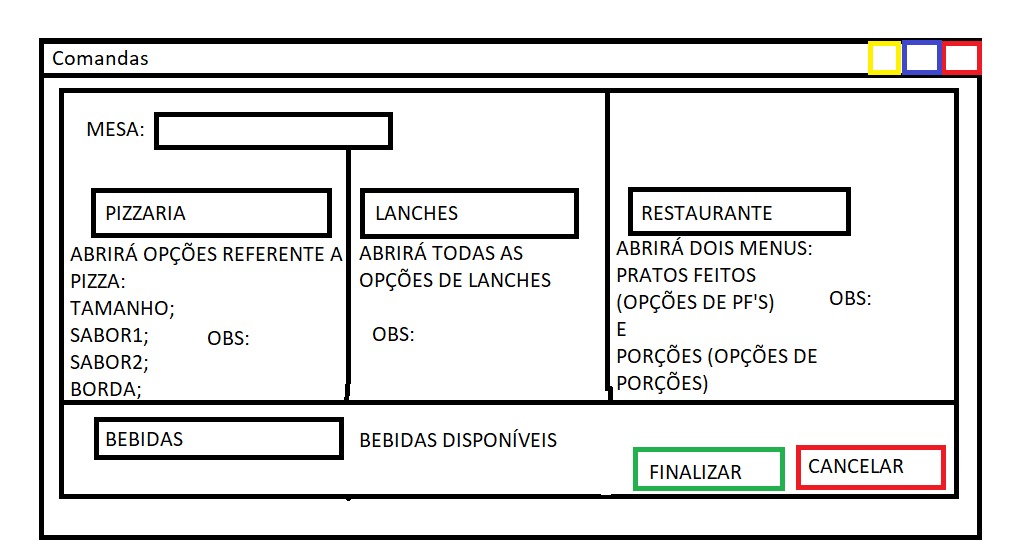 Comandas
MESA:
PIZZARIA
ABRIRÁ OPÇÕES REFERENTE A
PIZZA:
TAMANHO;
SABOR1;
OBS:
SABOR2;
BORDA;
LANCHES
ABRIRÁ TODAS AS
OPÇÕES DE LANCHES
OBS:
RESTAURANTE
ABRIRÁ DOIS MENUS:
PRATOS FEITOS
(OPÇÕES DE PF'S)
OBS:
E
PORÇÕES (OPÇÕES DE
PORÇÕES)
BEBIDAS
BEBIDAS DISPONÍVEIS
FINALIZAR
CANCELAR